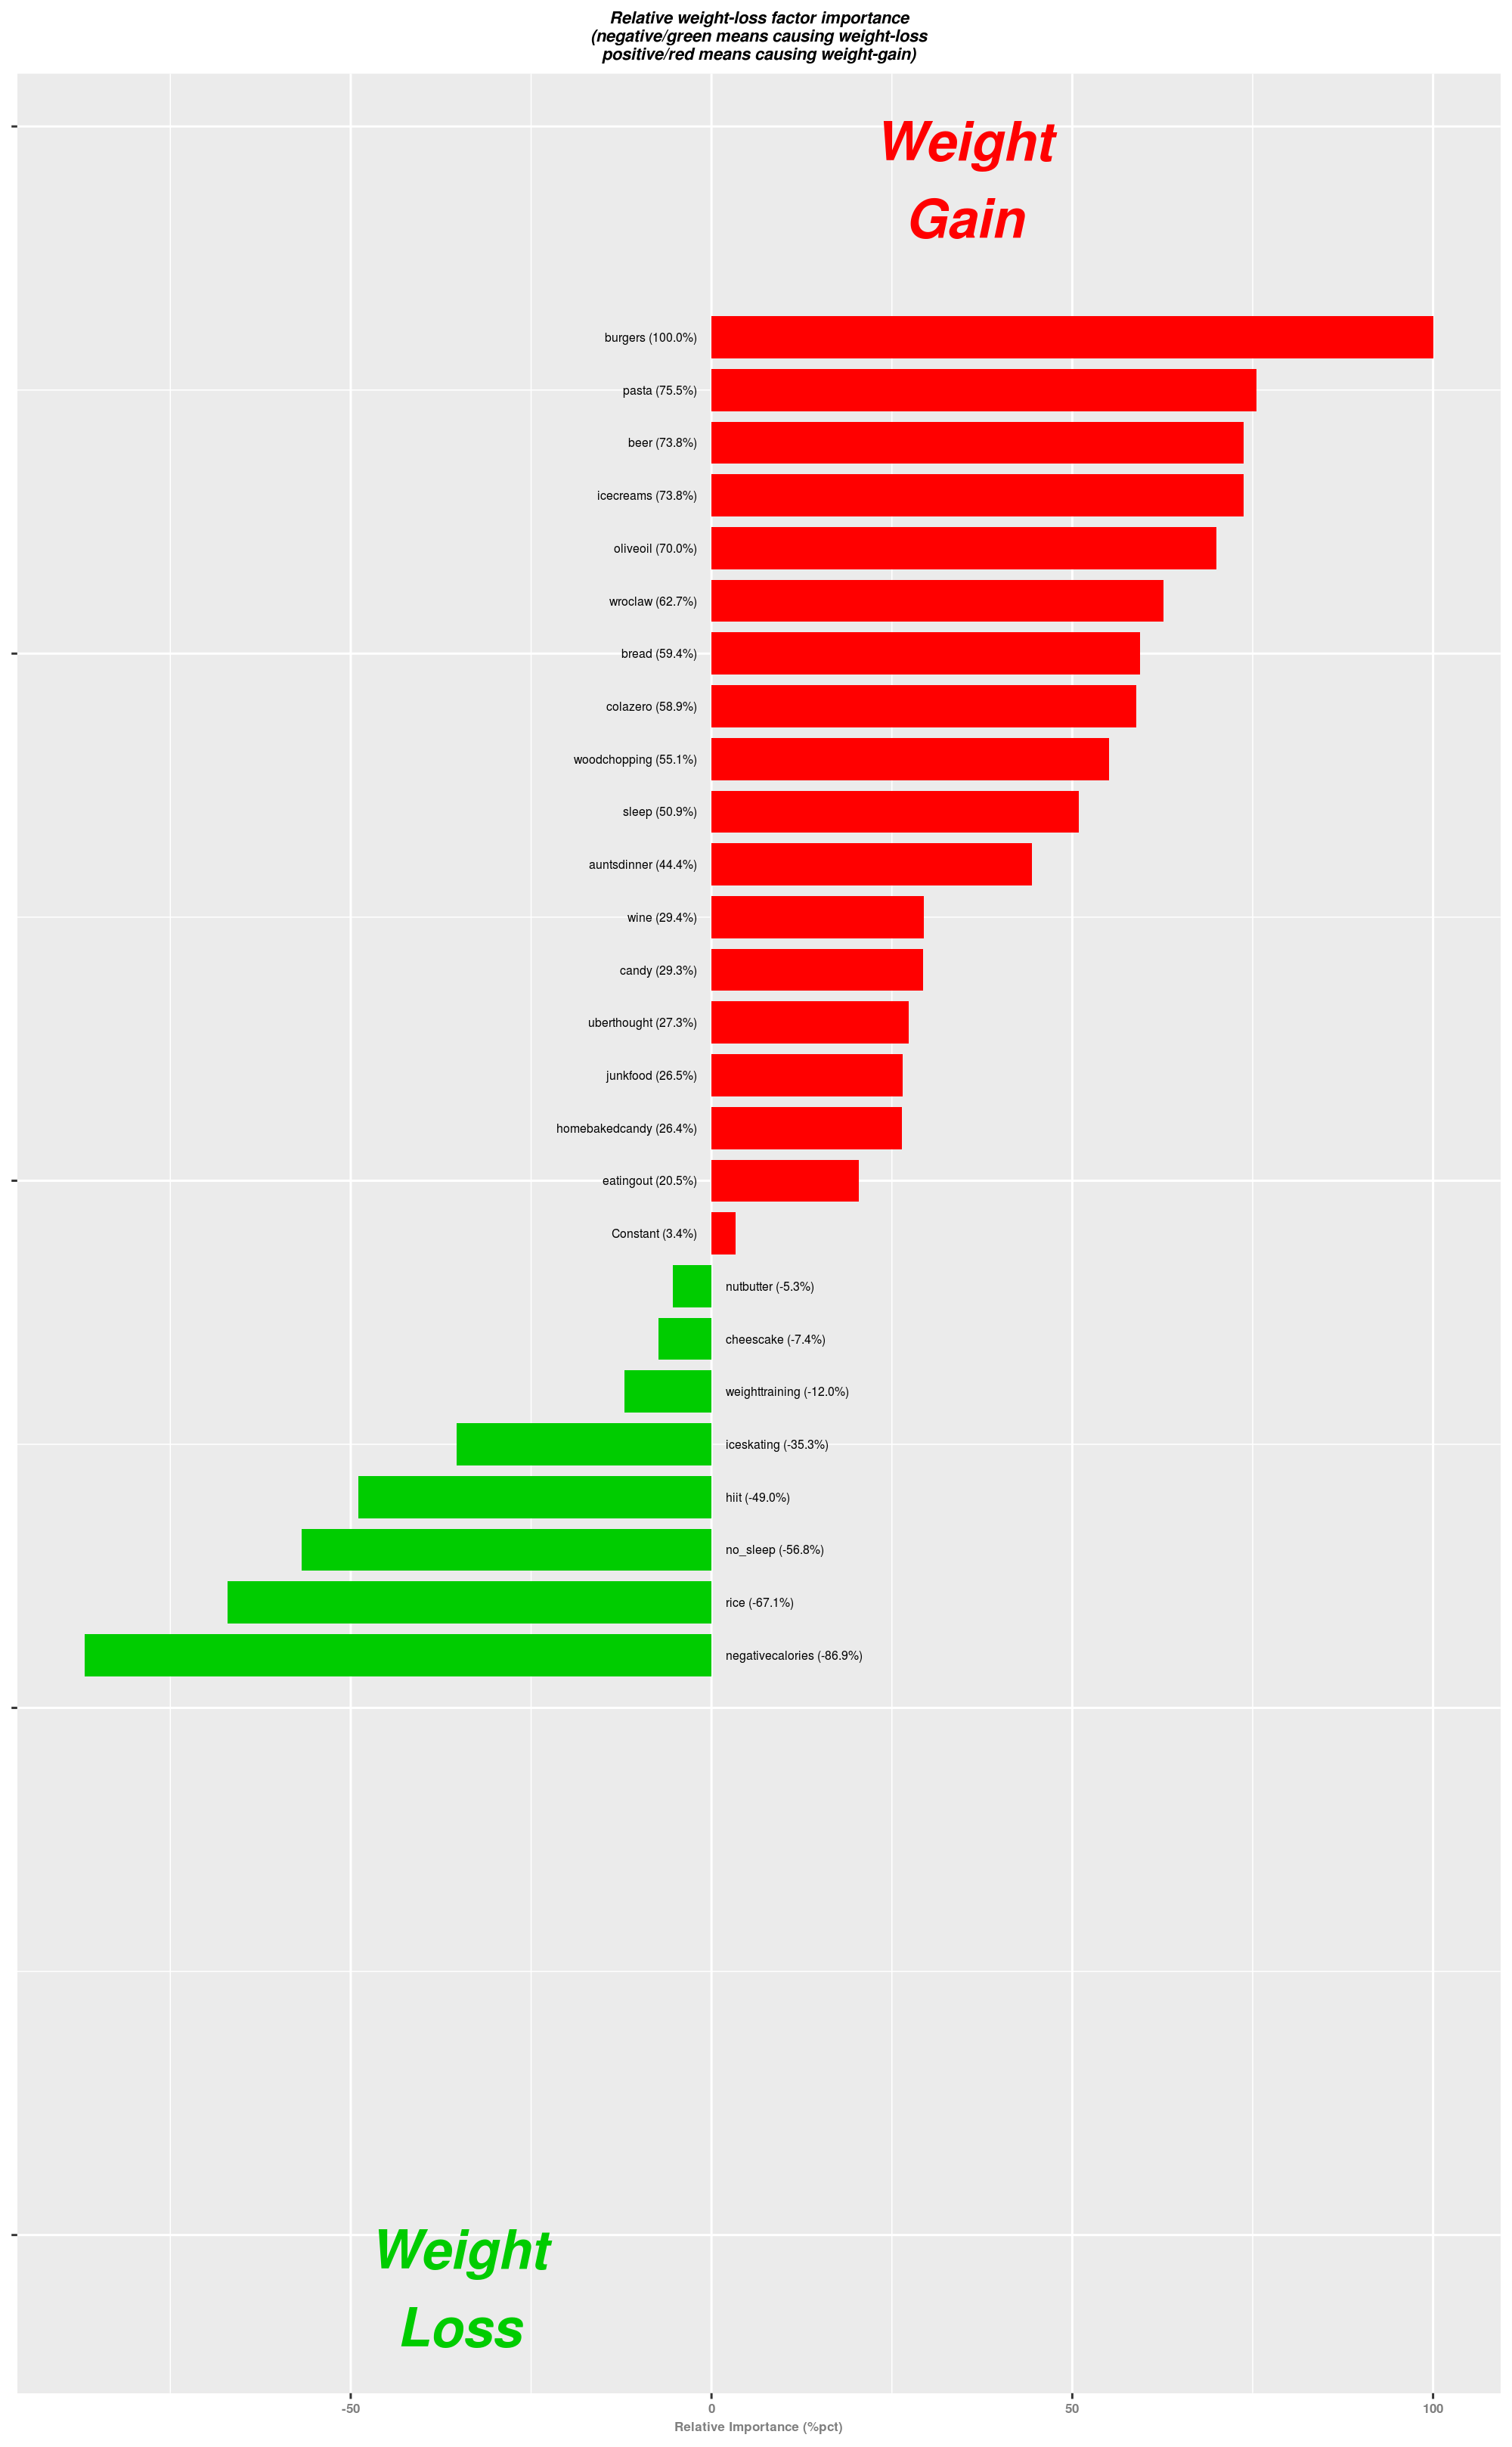 Relative weight-loss factor importance
(negative/green means causing weight-loss
positive/red means causing weight-gain)
Weight
Gain
burgers (100.0%)
pasta (75.5%)
beer (73.8%)
icecreams (73.8%)
oliveoil (70.0%)
wroclaw (62.7%)
bread (59.4%)
colazero (58.9%)
woodchopping (55.1%)
sleep (50.9%)
auntsdinner (44.4%)
wine (29.4%)
candy (29.3%)
uberthought (27.3%)
junkfood (26.5%)
homebakedcandy (26.4%)
eatingout (20.5%)
Constant (3.4%)
nutbutter (-5.3%)
cheescake (-7.4%)
weighttraining (-12.0%)
iceskating (-35.3%)
hiit (-49.0%)
no_sleep (-56.8%)
rice (-67.1%)
negativecalories (-86.9%)
Weight
Loss
-50 0 50 100
Relative Importance (%pct)